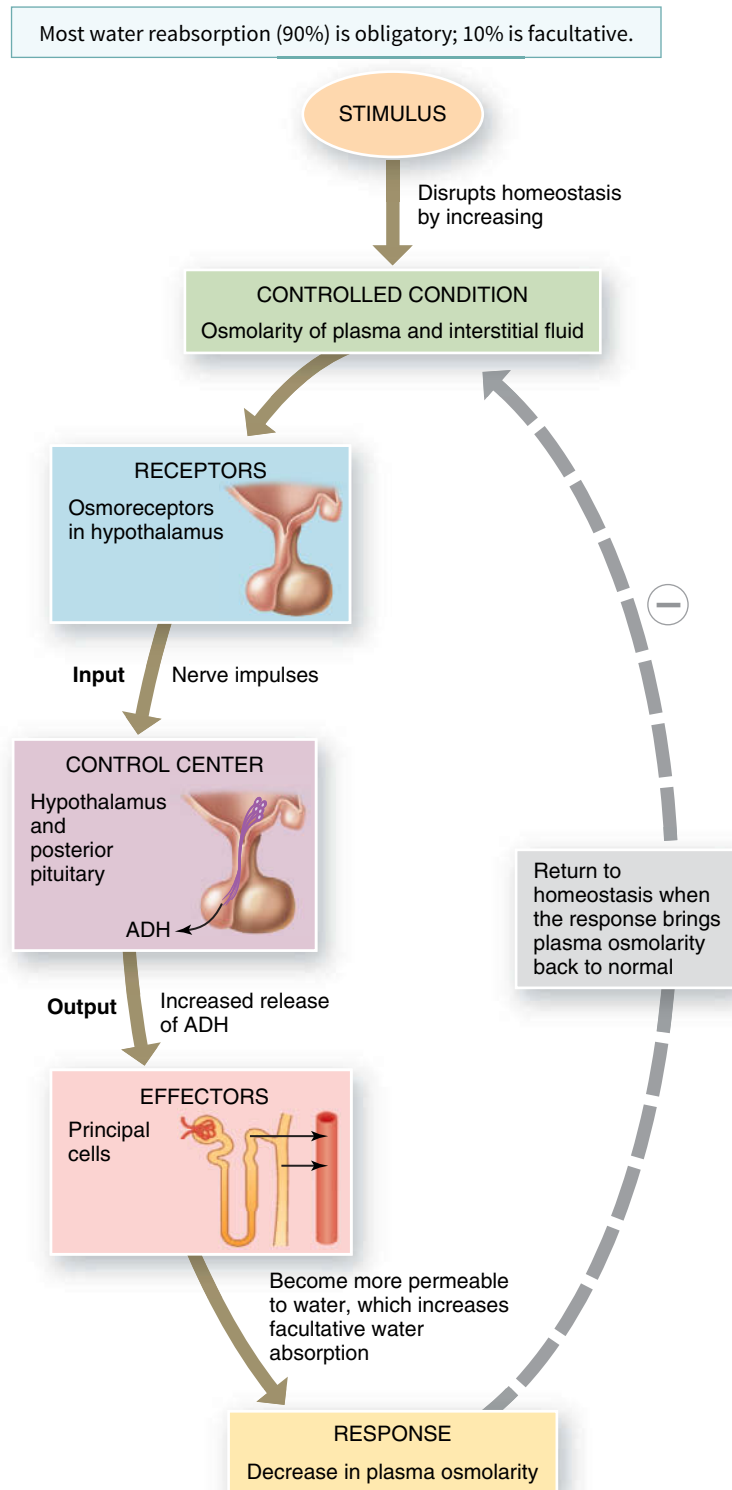 Most water reabsorption (90%) is obligatory; 10% is facultative.
STIMULUS
Disrupts homeostasis
by increasing
CONTROLLED CONDITION
Osmolarity of plasma and interstitial fluid
RECEPTORS
Osmoreceptors
in hypothalamus
Input
Nerve impulses
CONTROL CENTER
Hypothalamus
and
posterior
pituitary
ADH
Return to
homeostasis when
the response brings
plasma osmolarity
back to normal
Output
Increased release
of ADH
EFFECTORS
Principal
cells
Become more permeable
to water, which increases
facultative water
absorption
RESPONSE
Decrease in plasma osmolarity